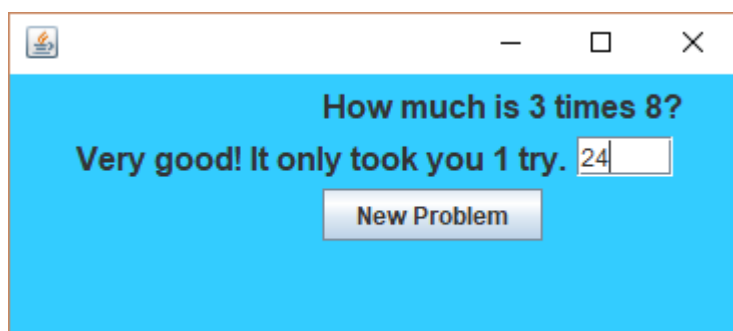 How much is 3 times 8?
Very good! It only took you 1 try. 24
New Problem